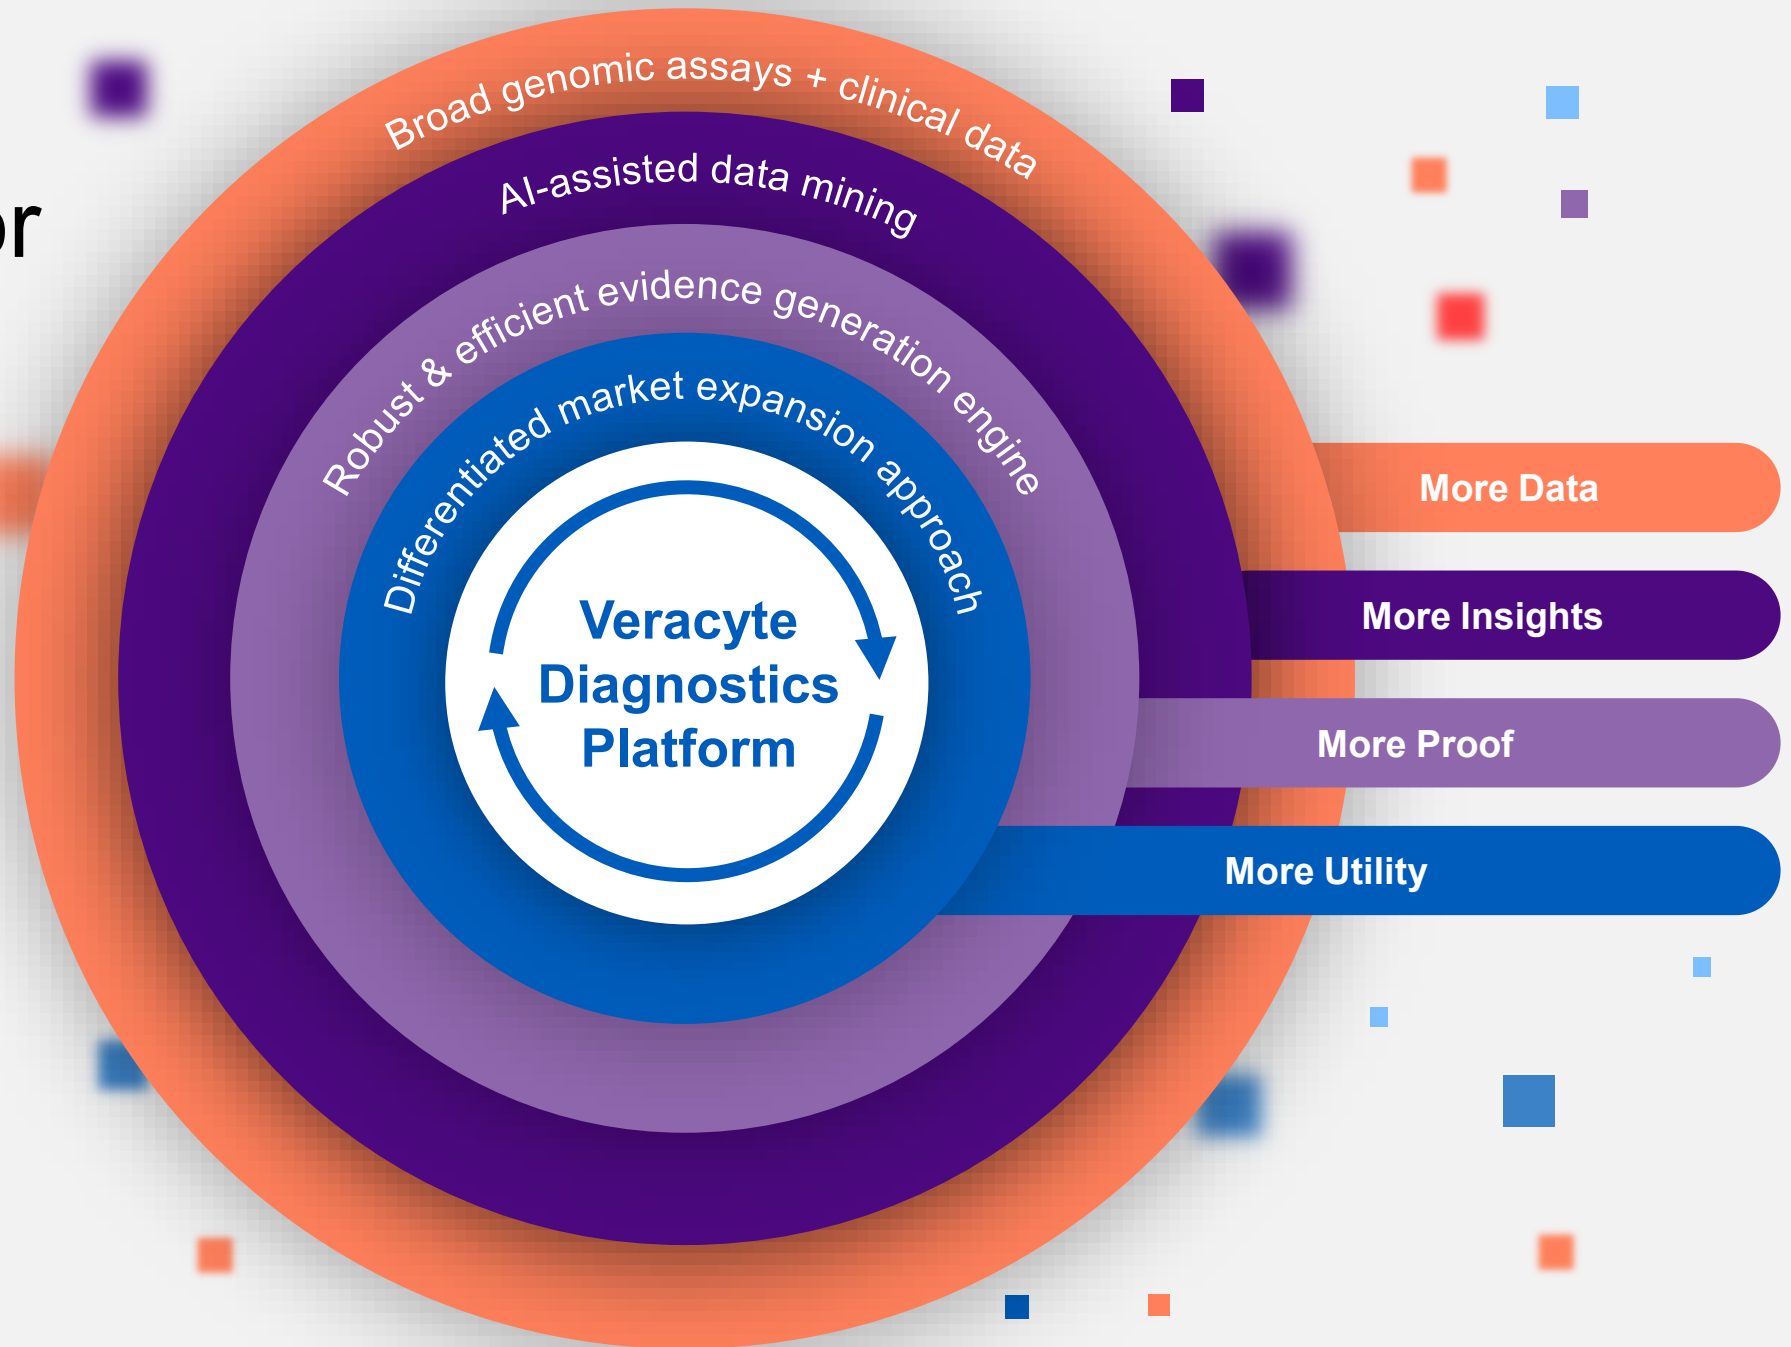 Broad genomic assays + clinical data
AI-assisted data mining
Robust & efficient evidence generation engine
Differentiated market expansion approach
Veracyte
Diagnostics
Platform
More Data
More Insights
More Proof
More Utility